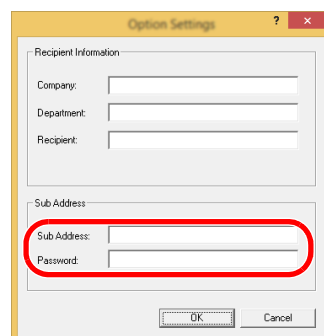 Option Settings ? ×
Recipient Information
Company:
Department:
Recipient:
Sub Address
Sub Address:
Password:
OK Cancel